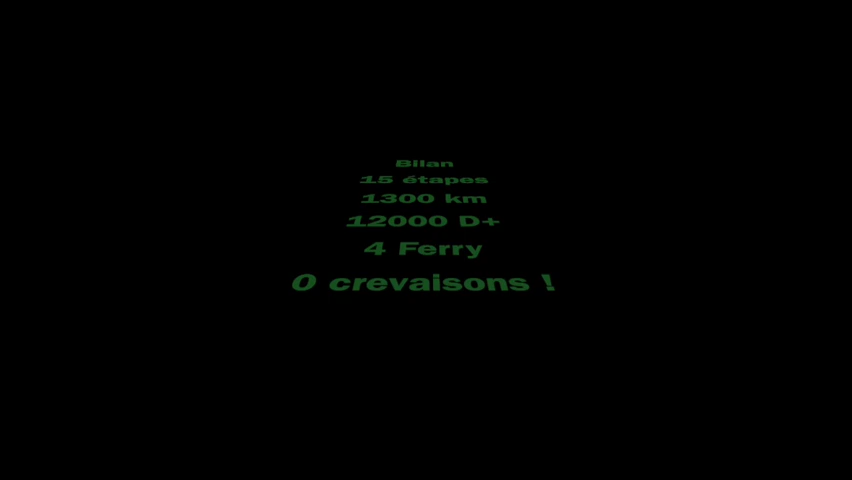 Bilan
15 étapes
1300 km
12000 D+
4 Ferry
0 crevaisons !